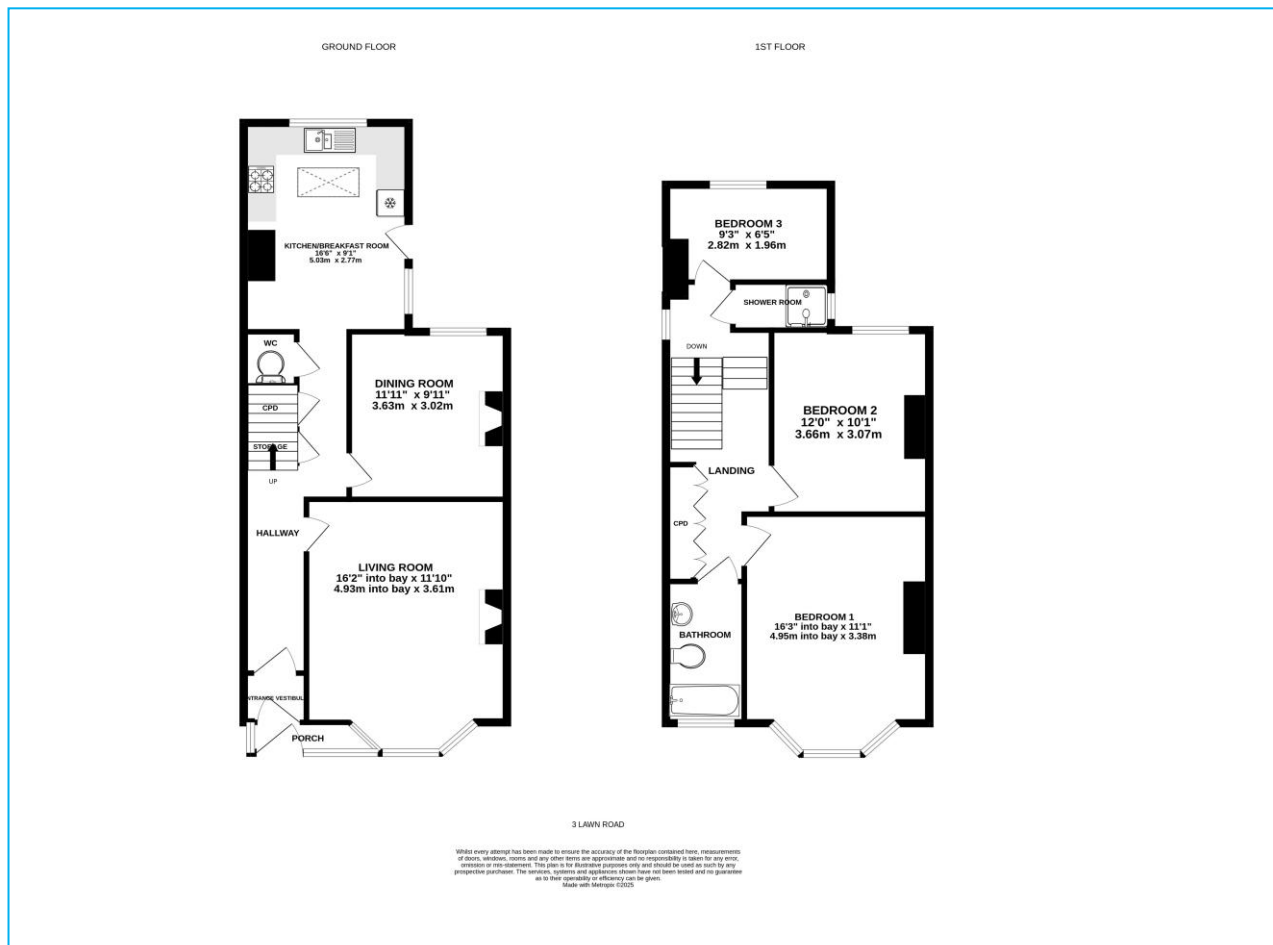 GROUND FLOOR
KITCHEN/BREAKFAST ROOM
16'6" x 9'1"
5.03m x 2.77m
WC
CPD
STORAGE
UP
DINING ROOM
11'11" x 9'11"
3.63m x 3.02m
HALLWAY
LIVING ROOM
16'2" into bay x 11'10"
4.93m into bay x 3.61m
ENTRANCE VESTIBULE
PORCH
1ST FLOOR
BEDROOM 3
9'3" x 6'5"
2.82m x 1.96m
SHOWER ROOM
DOWN
BEDROOM 2
12'0" x 10'1"
3.66m x 3.07m
LANDING
CPD
BATHROOM
BEDROOM 1
16'3" into bay x 11'1"
4.95m into bay x 3.38m
3 LAWN ROAD
Whilst every attempt has been made to ensure the accuracy of the floorplan contained here, measurements
of doors, windows, rooms and any other items are approximate and no responsibility is taken for any error,
omission or mis-statement. This plan is for illustrative purposes only and should be used as such by any
prospective purchaser. The services, systems and appliances shown have not been tested and no guarantee
as to their operability or efficiency can be given.
Made with Metropix ©2025